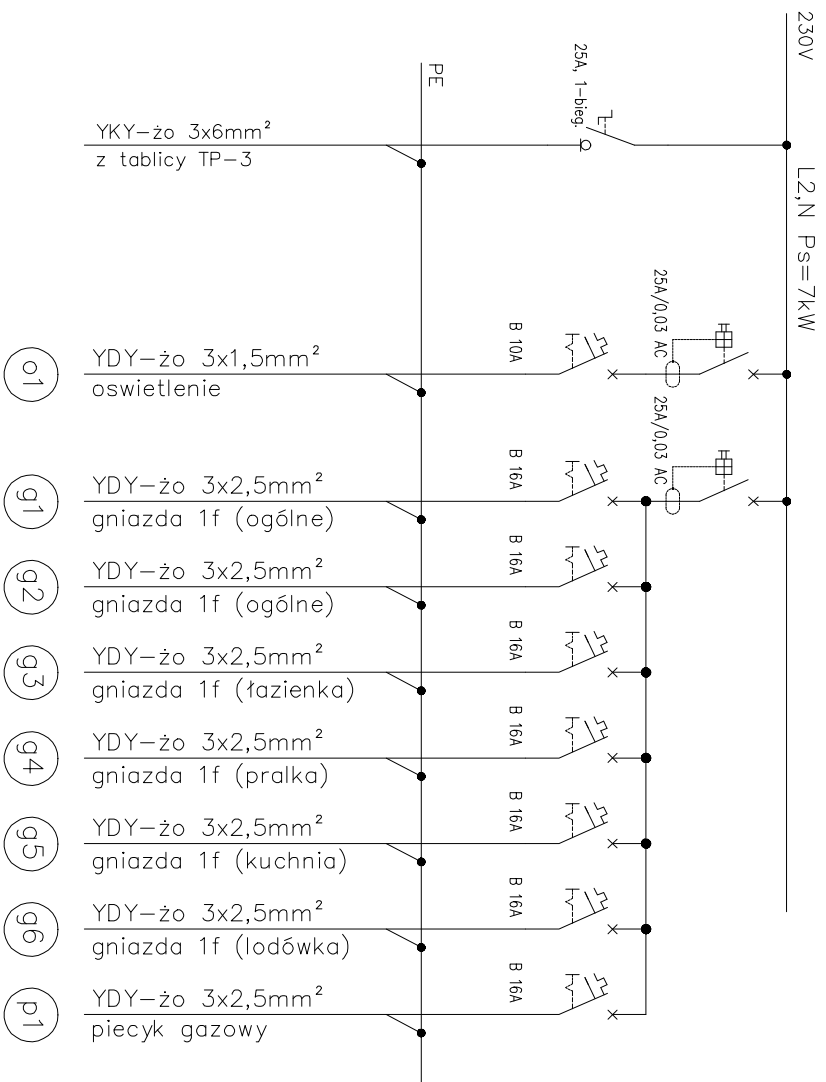 230V
L2,N Ps=7kW
PE
25A, 1-bieg.
YKY-żo 3x6mm²
z tablicy TP-3
25A/0,03 AC
B 10A
YDY-żo 3x1,5mm²
oswietlenie
o1
25A/0,03 AC
B 16A
YDY-żo 3x2,5mm²
gniazda 1f (ogólne)
g1
B 16A
YDY-żo 3x2,5mm²
gniazda 1f (ogólne)
g2
B 16A
YDY-żo 3x2,5mm²
gniazda 1f (łazienka)
g3
B 16A
YDY-żo 3x2,5mm²
gniazda 1f (pralka)
g4
B 16A
YDY-żo 3x2,5mm²
gniazda 1f (kuchnia)
g5
B 16A
YDY-żo 3x2,5mm²
gniazda 1f (lodówka)
g6
B 16A
YDY-żo 3x2,5mm²
piecyk gazowy
p1